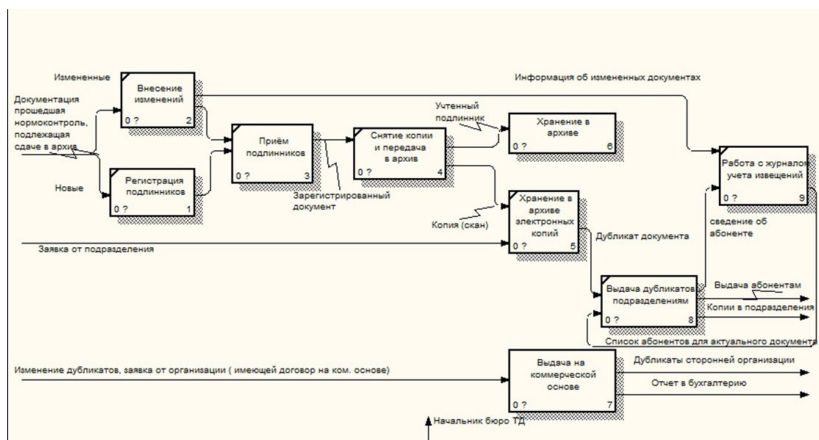 Измененные
Информация об измененных документах
Внесение
изменений
0 ?
2
Документация
прошедшая
нормоконтроль,
подлежащая
сдаче в архив
Учтенный
подлинник
Хранение в
архиве
0 ?
6
Приём
подлинников
0 ?
3
Снятие копии
и передача
в архив
0 ?
4
Работа с журналом
учета извещений
0 ?
9
Новые
Регистрация
подлинников
0 ?
1
Зарегистрированный
документ
Хранение в
архиве
электронных
копий
0 ?
5
Копия (скан)
сведение об
абоненте
Дубликат документа
Заявка от подразделения
Выдача дубликатов
подразделениям
0 ?
8
Выдача абонентам
Копии в подразделения
Список абонентов для актуального документа
Выдача на
коммерческой
основе
0 ?
7
Дубликаты сторонней организации
Изменение дубликатов, заявка от организации ( имеющей договор на ком. основе)
Отчет в бухгалтерию
Начальник бюро ТД